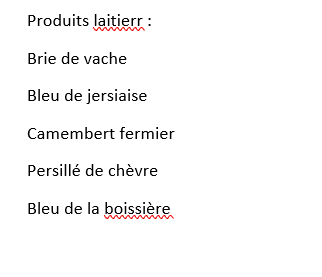 Produits laitierr :
Brie de vache
Bleu de jersiaise
Camembert fermier
Persillé de chèvre
Bleu de la boissière